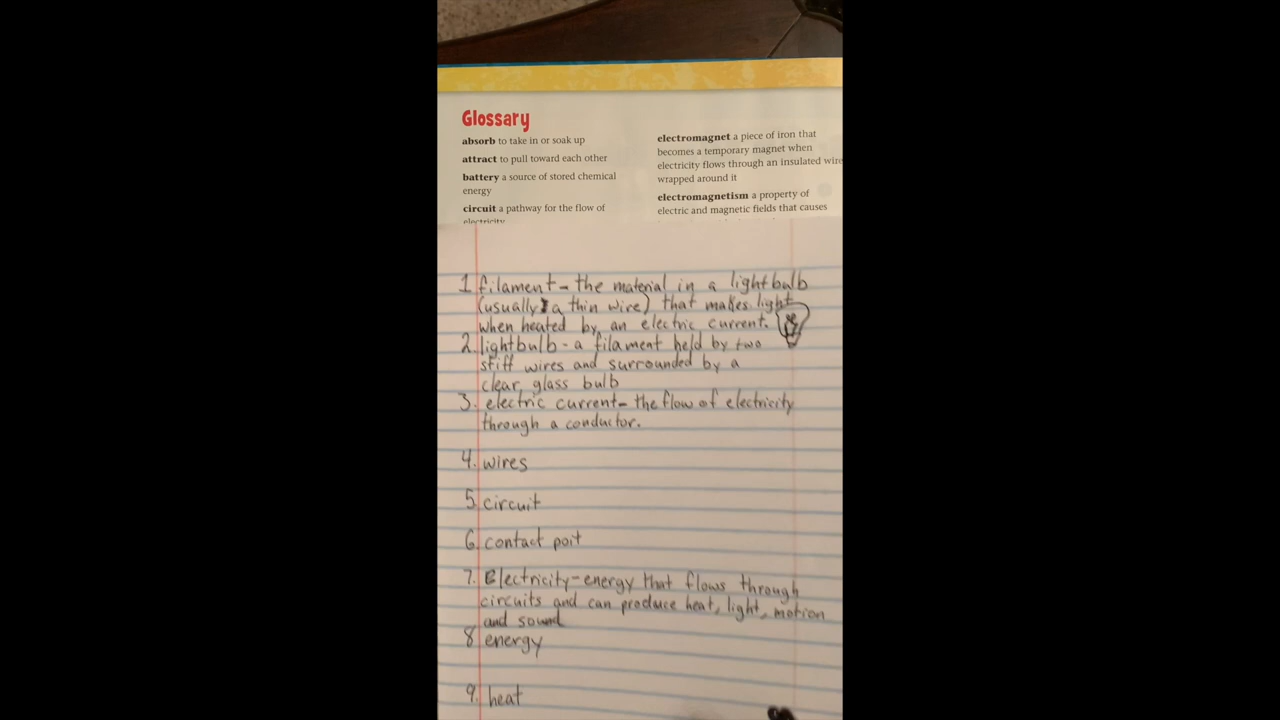 Glossary
absorb to take in or soak up
attract to pull toward each other
battery a source of stored chemical
energy
circuit a pathway for the flow of
electricity
electromagnet a piece of iron that
becomes a temporary magnet when
electricity flows through an insulated wire
wrapped around it
electromagnetism a property of
electric and magnetic fields that causes
1 filament - the material in a lightbulb
(usually a thin wire) that makes light
when heated by an electric current.
2. lightbulb - a filament held by two
stiff wires and surrounded by a
clear, glass bulb
3. electric current - the flow of electricity
through a conductor.
4. wires
5. circuit
6. contact poit
7. Electricity - energy that flows through
circuits and can produce heat, light, motion
and sound
8 energy
9. heat